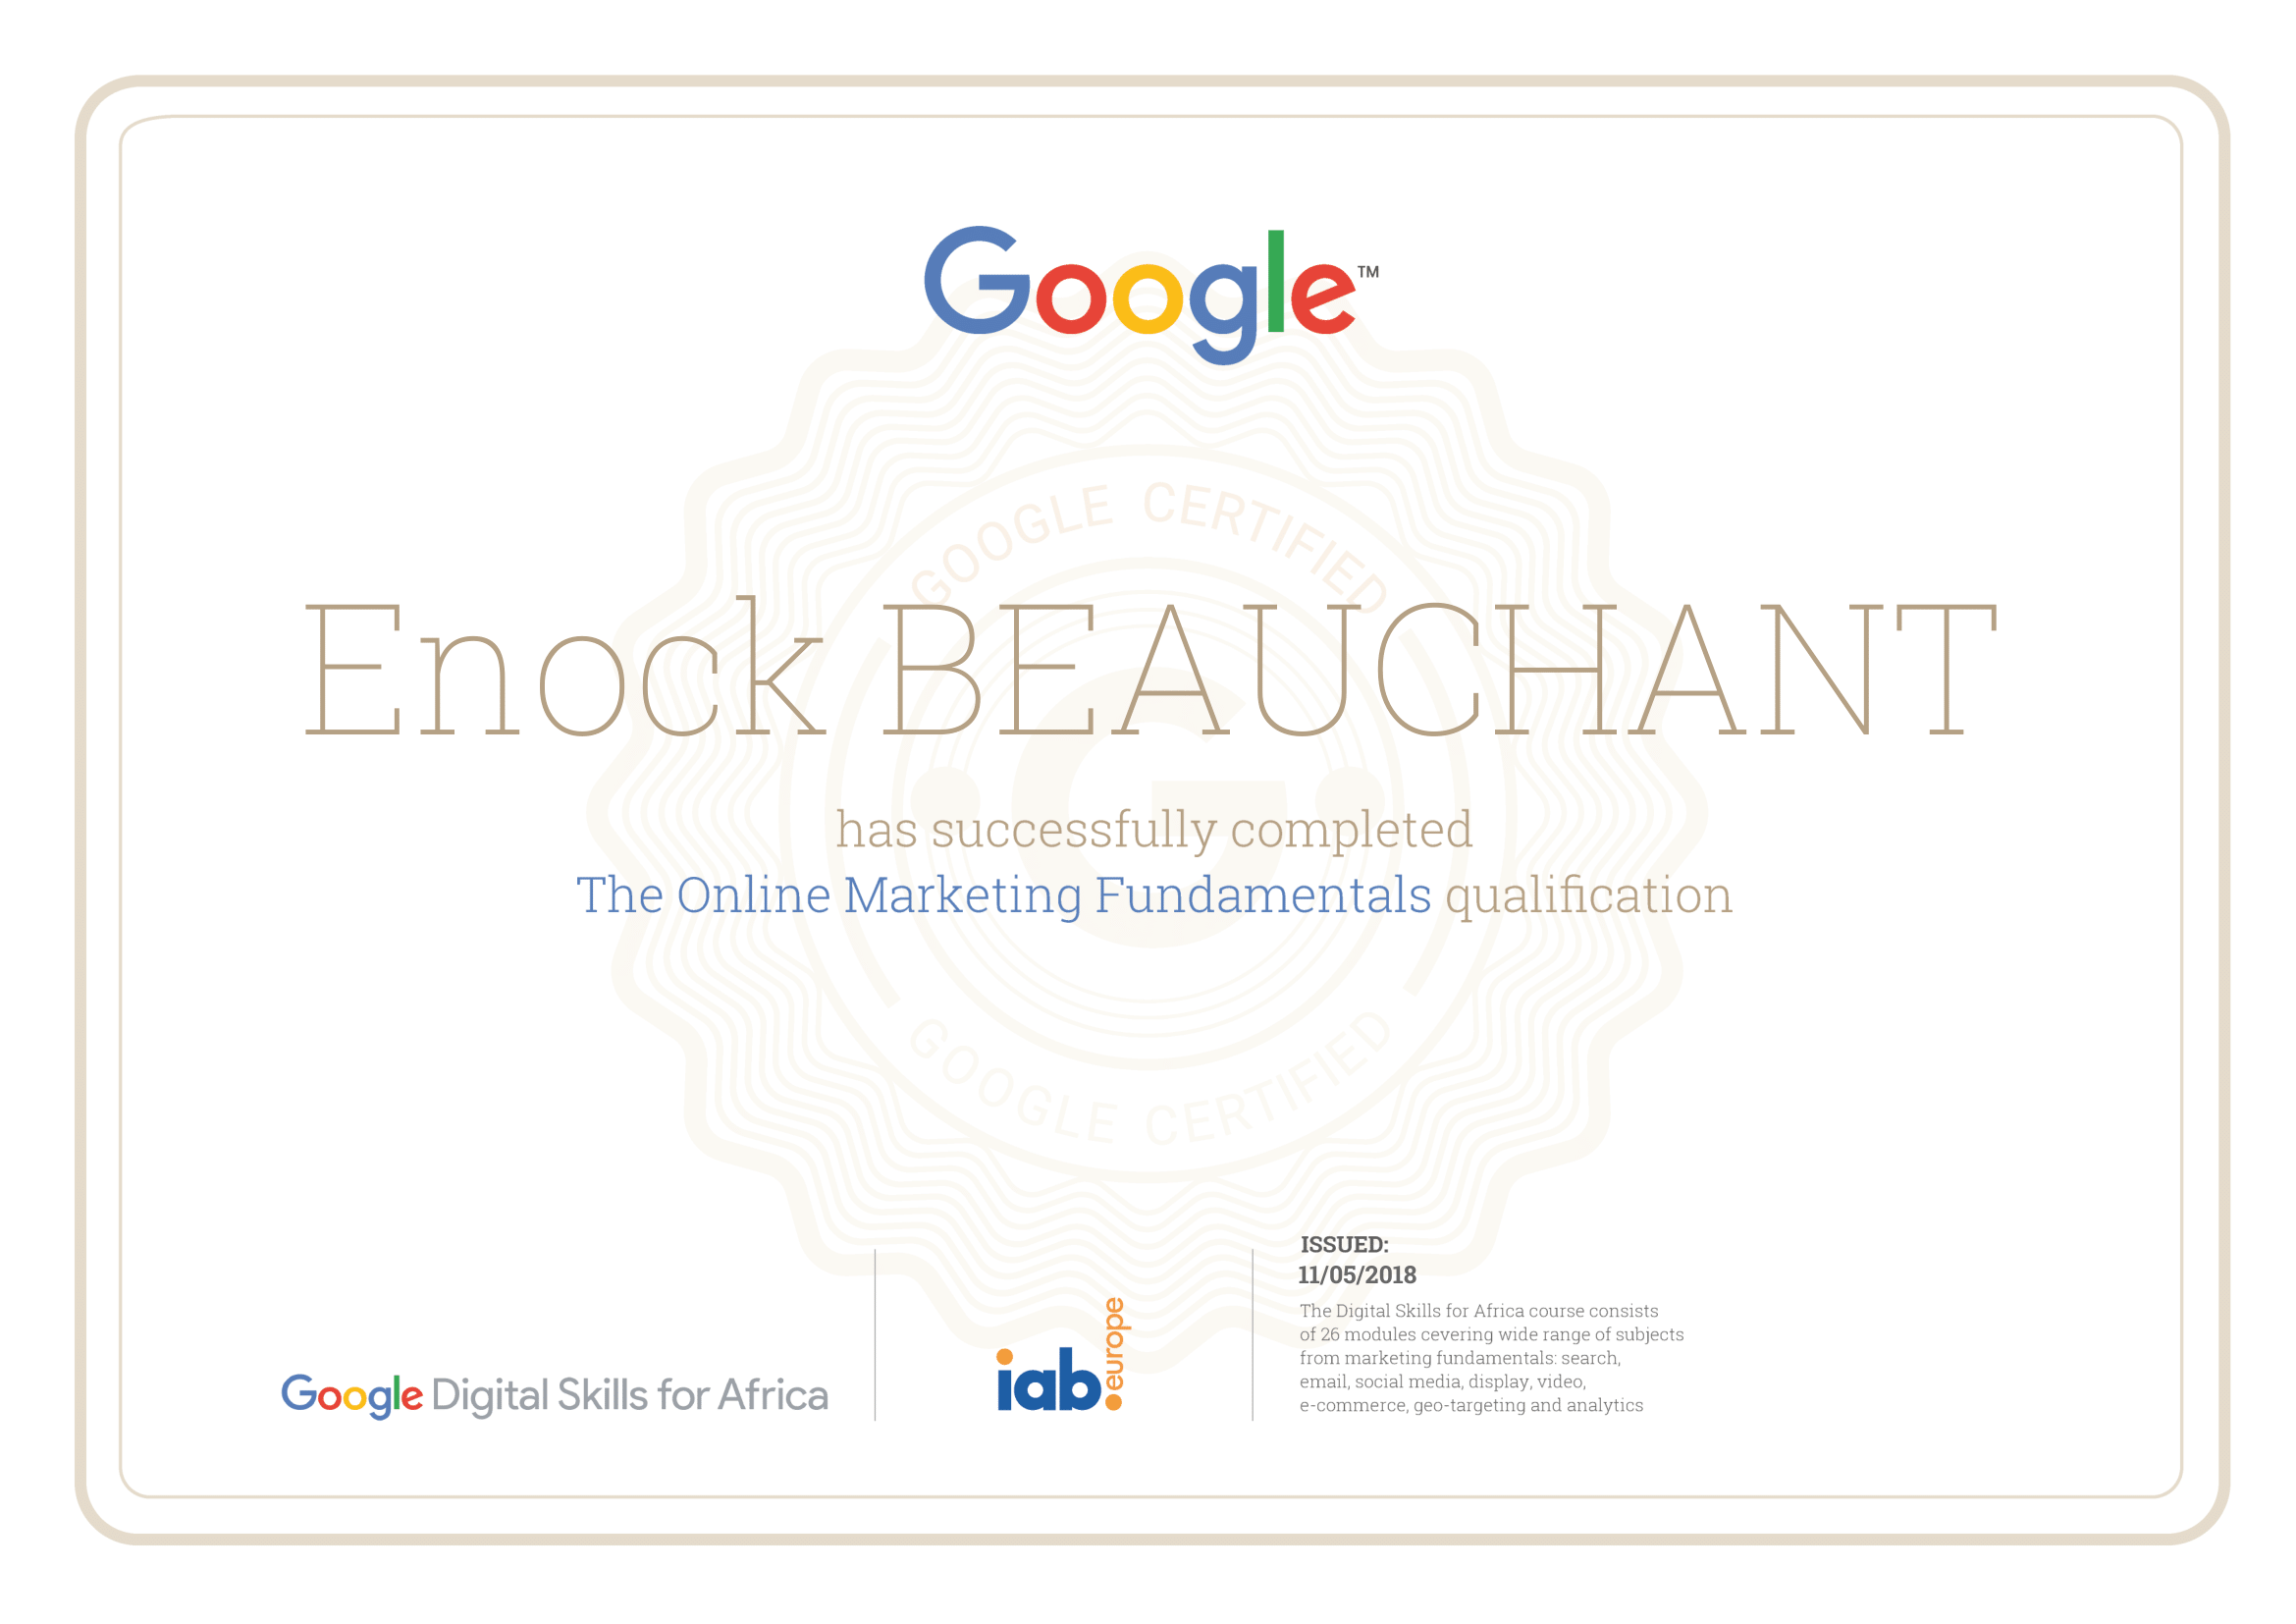 Google™
GOOGLE CERTIFIED
Enock BEAUCHANT
has successfully completed
The Online Marketing Fundamentals qualification
G
GOOGLE CERTIFIED
Google Digital Skills for Africa
iab.europe
ISSUED:
11/05/2018
The Digital Skills for Africa course consists
of 26 modules cevering wide range of subjects
from marketing fundamentals: search,
email, social media, display, video,
e-commerce, geo-targeting and analytics